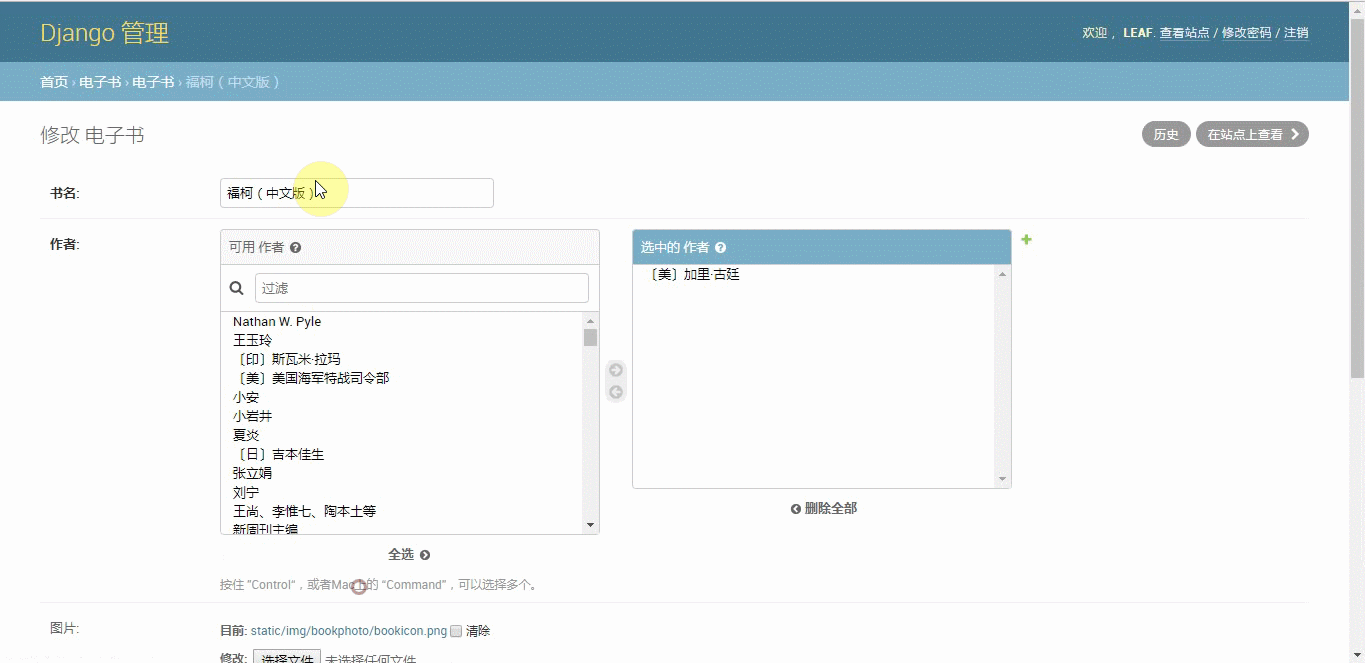 Django 管理
欢迎， LEAF. 查看站点 / 修改密码 / 注销
首页 › 电子书 › 电子书 › 福柯（中文版）
修改 电子书
历史
在站点上查看
书名:
福柯（中文版）
作者:
可用 作者
过滤
Nathan W. Pyle
王玉玲
〔印〕斯瓦米·拉玛
〔美〕美国海军特战司令部
小安
小岩井
夏炎
〔日〕吉本佳生
张立娟
刘宁
王尚、李惟七、陶本土等
新周刊主编
全选
选中的 作者
〔美〕加里·古廷
删除全部
按住 "Control"，或者Mac上的 "Command"，可以选择多个。
图片:
目前: static/img/bookphoto/bookicon.png 清除
修改: 选择文件 未选择任何文件